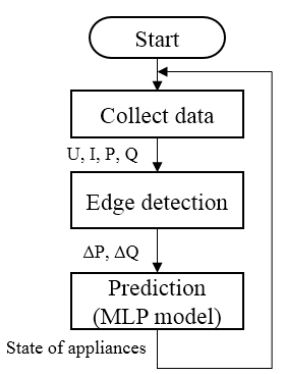 Start
Collect data
U, I, P, Q
Edge detection
ΔP, ΔQ
Prediction
(MLP model)
State of appliances